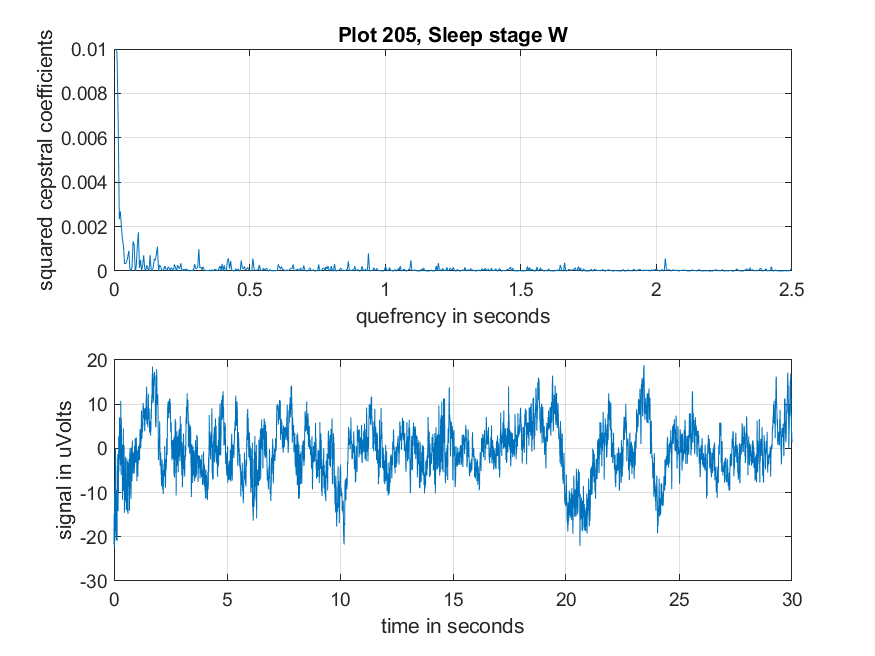 Plot 205, Sleep stage W
squared cepstral coefficients
0.01
0.008
0.006
0.004
0.002
0
0 0.5 1 1.5 2 2.5
quefrency in seconds
signal in uVolts
20
10
0
-10
-20
-30
0 5 10 15 20 25 30
time in seconds